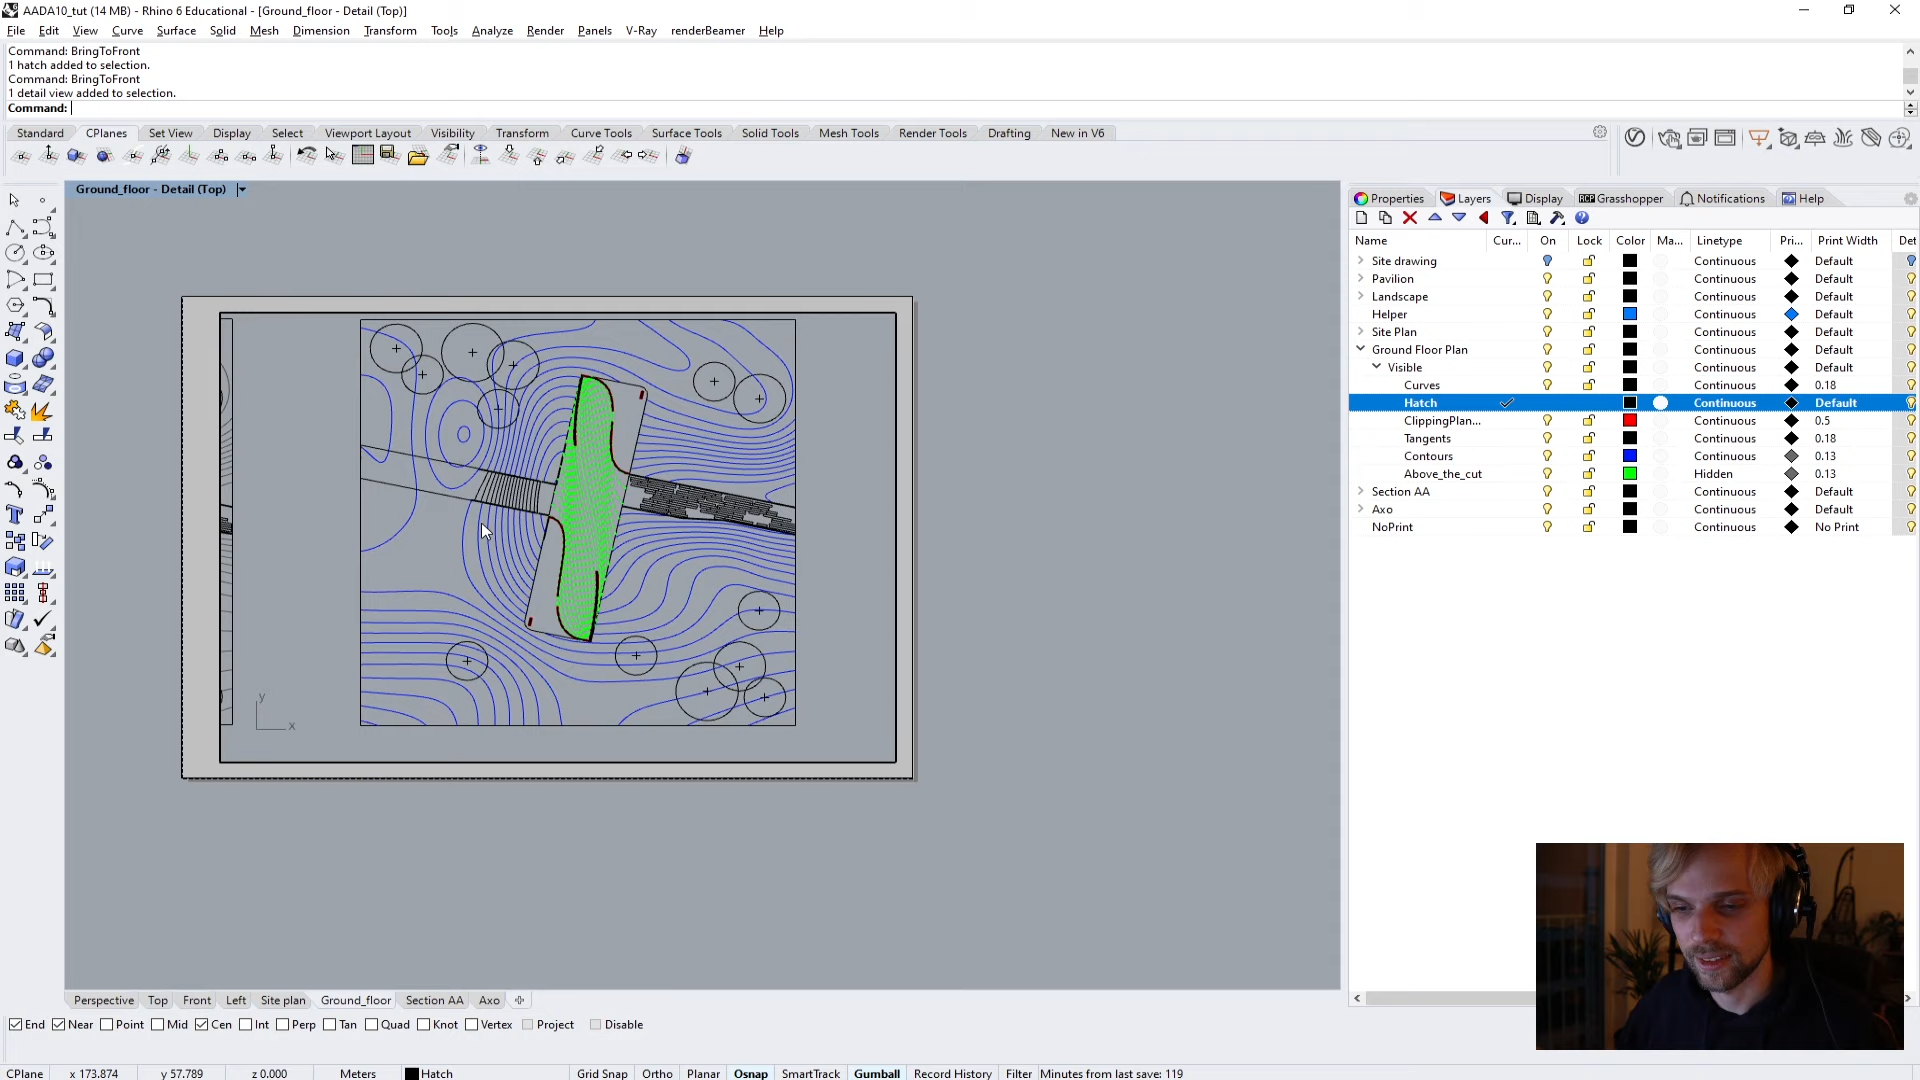 AADA10_tut (14 MB) - Rhino 6 Educational - [Ground_floor - Detail (Top)]
File Edit View Curve Surface Solid Mesh Dimension Transform Tools Analyze Render Panels V-Ray renderBeamer Help
Command: BringToFront
1 hatch added to selection.
Command: BringToFront
1 detail view added to selection.
Command:
Standard CPlanes Set View Display Select Viewport Layout Visibility Transform Curve Tools Surface Tools Solid Tools Mesh Tools Render Tools Drafting New in V6
Ground_floor - Detail (Top)
Properties Layers Display Grasshopper Notifications Help
Name Cur... On Lock Color Ma... Linetype Pri... Print Width Det
Site drawing Continuous Default
Pavilion Continuous Default
Landscape Continuous Default
Helper Continuous Default
Site Plan Continuous Default
Ground Floor Plan Continuous Default
Visible Continuous Default
Curves Continuous 0.18
Hatch Continuous Default
ClippingPlan... Continuous 0.5
Tangents Continuous 0.18
Contours Continuous 0.13
Above_the_cut Hidden 0.13
Section AA Continuous Default
Axo Continuous Default
NoPrint Continuous No Print
y
x
Perspective Top Front Left Site plan Ground_floor Section AA Axo
End Near Point Mid Cen Int Perp Tan Quad Knot Vertex Project Disable
CPlane x 173.874 y 57.789 z 0.000 Meters Hatch Grid Snap Ortho Planar Osnap SmartTrack Gumball Record History Filter Minutes from last save: 119